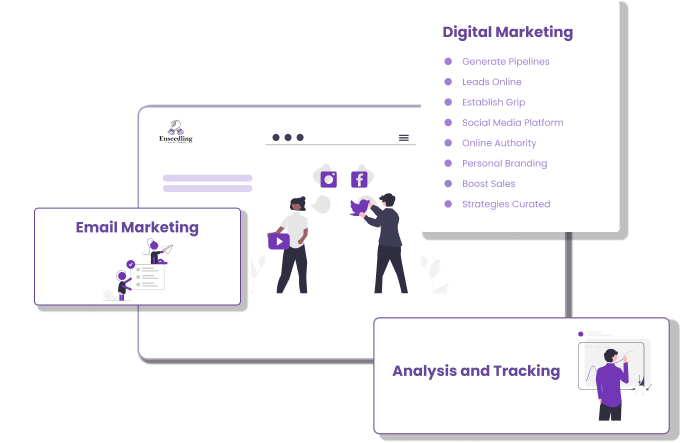 Digital Marketing
Generate Pipelines
Leads Online
Establish Grip
Social Media Platform
Online Authority
Personal Branding
Boost Sales
Strategies Curated
Enseedling
Email Marketing
Analysis and Tracking